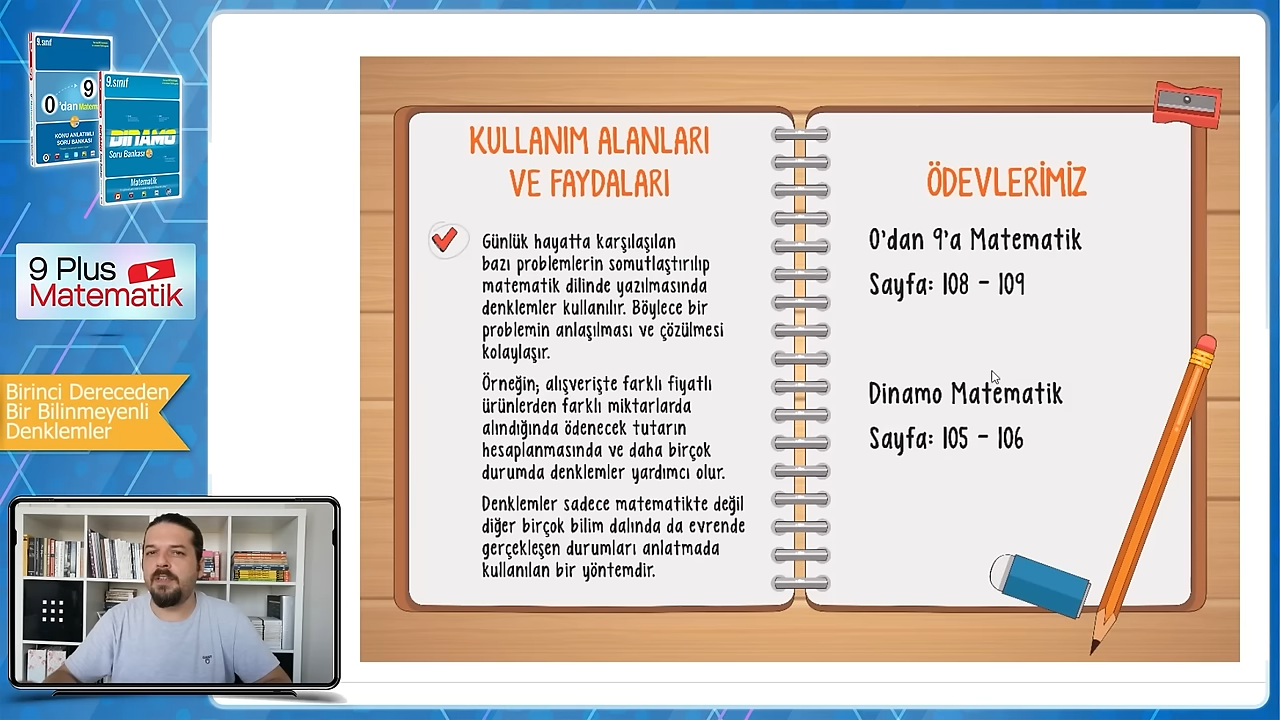 9.sınıf
0'dan 9 Matem
KONU ANLATIMLI
SORU BANKASI
9.sınıf
DİNAMO
Soru Bankası
Matematik
9 Plus
Matematik
Birinci Dereceden
Bir Bilinmeyenli
Denklemler
KULLANIM ALANLARI
VE FAYDALARI
Günlük hayatta karşılaşılan
bazı problemlerin somutlaştırılıp
matematik dilinde yazılmasında
denklemler kullanılır. Böylece bir
problemin anlaşılması ve çözülmesi
kolaylaşır.
Örneğin; alışverişte farklı fiyatlı
ürünlerden farklı miktarlarda
alındığında ödenecek tutarın
hesaplanmasında ve daha birçok
durumda denklemler yardımcı olur.
Denklemler sadece matematikte değil
diğer birçok bilim dalında da evrende
gerçekleşen durumları anlatmada
kullanılan bir yöntemdir.
ÖDEVLERİMİZ
0'dan 9'a Matematik
Sayfa: 108 - 109
Dinamo Matematik
Sayfa: 105 - 106